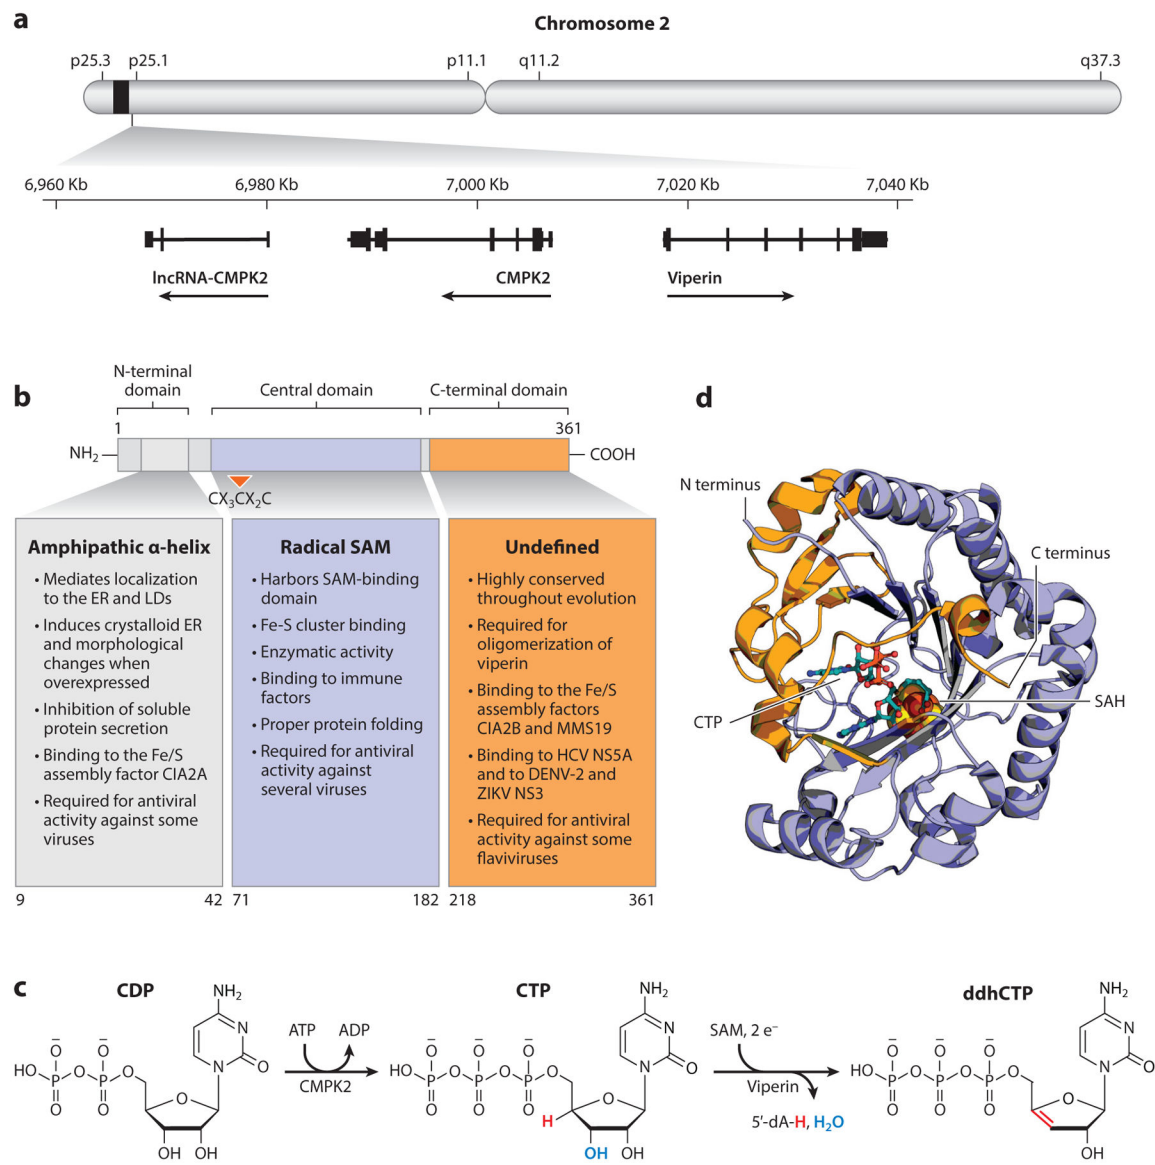 a
Chromosome 2
p25.3 p25.1 p11.1 q11.2 q37.3
6,960 Kb 6,980 Kb 7,000 Kb 7,020 Kb 7,040 Kb
lncRNA-CMPK2 CMPK2 Viperin
b
N-terminal
domain
Central domain
C-terminal domain
1 361
NH₂ COOH
CX₃CX₂C
Amphipathic α-helix
• Mediates localization
to the ER and LDs
• Induces crystalloid ER
and morphological
changes when
overexpressed
• Inhibition of soluble
protein secretion
• Binding to the Fe/S
assembly factor CIA2A
• Required for antiviral
activity against some
viruses
9 42
Radical SAM
• Harbors SAM-binding
domain
• Fe-S cluster binding
• Enzymatic activity
• Binding to immune
factors
• Proper protein folding
• Required for antiviral
activity against
several viruses
71 182
Undefined
• Highly conserved
throughout evolution
• Required for
oligomerization of
viperin
• Binding to the Fe/S
assembly factors
CIA2B and MMS19
• Binding to HCV NS5A
and to DENV-2 and
ZIKV NS3
• Required for antiviral
activity against some
flaviviruses
218 361
d
N terminus
C terminus
CTP
SAH
c
CDP
NH₂
N
N O
O⁻ O⁻
HO P O P O
O O
O
OH OH
ATP ADP
CMPK2
CTP
NH₂
N
N O
O⁻ O⁻ O⁻
HO P O P O P O
O O O
O
H
OH OH
SAM, 2 e⁻
Viperin
5'-dA-H, H₂O
ddhCTP
NH₂
N
N O
O⁻ O⁻ O⁻
HO P O P O P O
O O O
O
OH